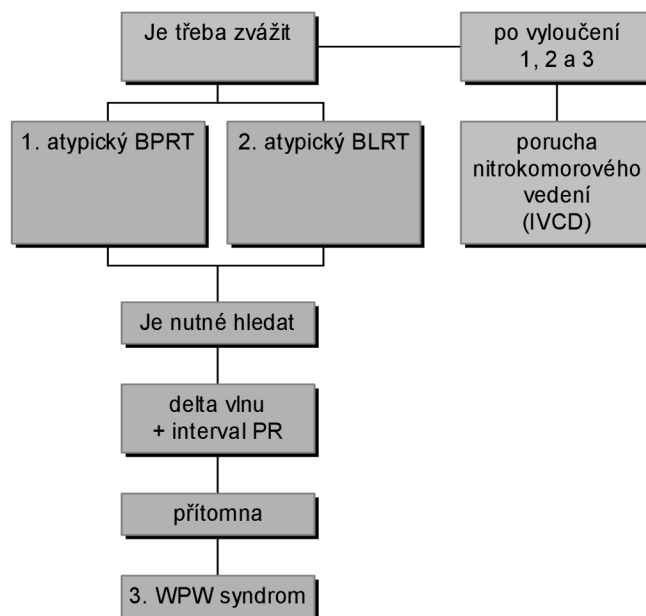 Je třeba zvážit
po vyloučení
1, 2 a 3
1. atypický BPRT
2. atypický BLRT
porucha
nitrokomorového
vedení
(IVCD)
Je nutné hledat
delta vlnu
+ interval PR
přítomna
3. WPW syndrom